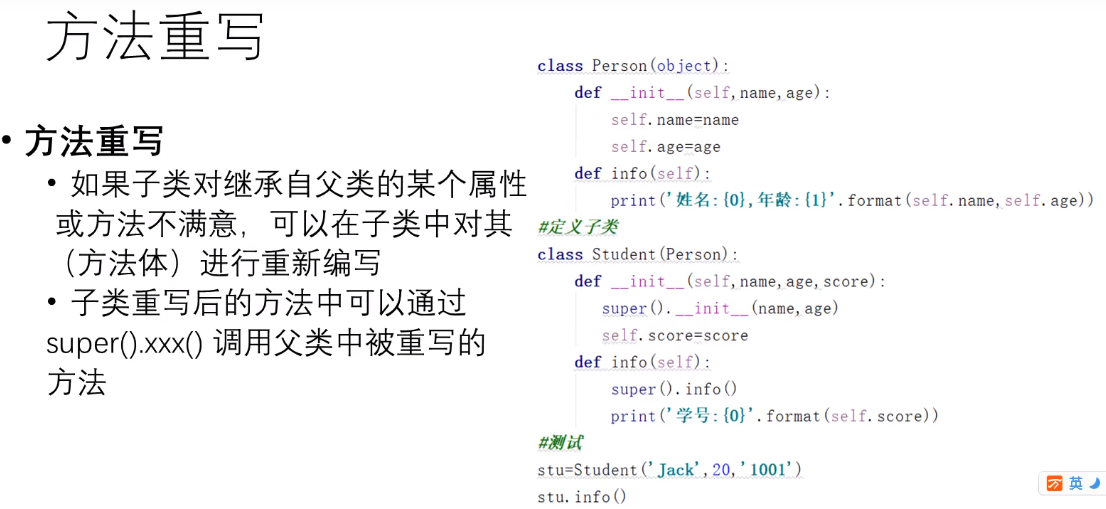 方法重写
• 方法重写
• 如果子类对继承自父类的某个属性
或方法不满意，可以在子类中对其
（方法体）进行重新编写
• 子类重写后的方法中可以通过
super().xxx() 调用父类中被重写的
方法
class Person(object):
    def __init__(self,name,age):
        self.name=name
        self.age=age
    def info(self):
        print('姓名:{0},年龄:{1}'.format(self.name,self.age))
#定义子类
class Student(Person):
    def __init__(self,name,age,score):
       super().__init__(name,age)
       self.score=score
    def info(self):
        super().info()
        print('学号:{0}'.format(self.score))
#测试
stu=Student('Jack',20,'1001')
stu.info()
英